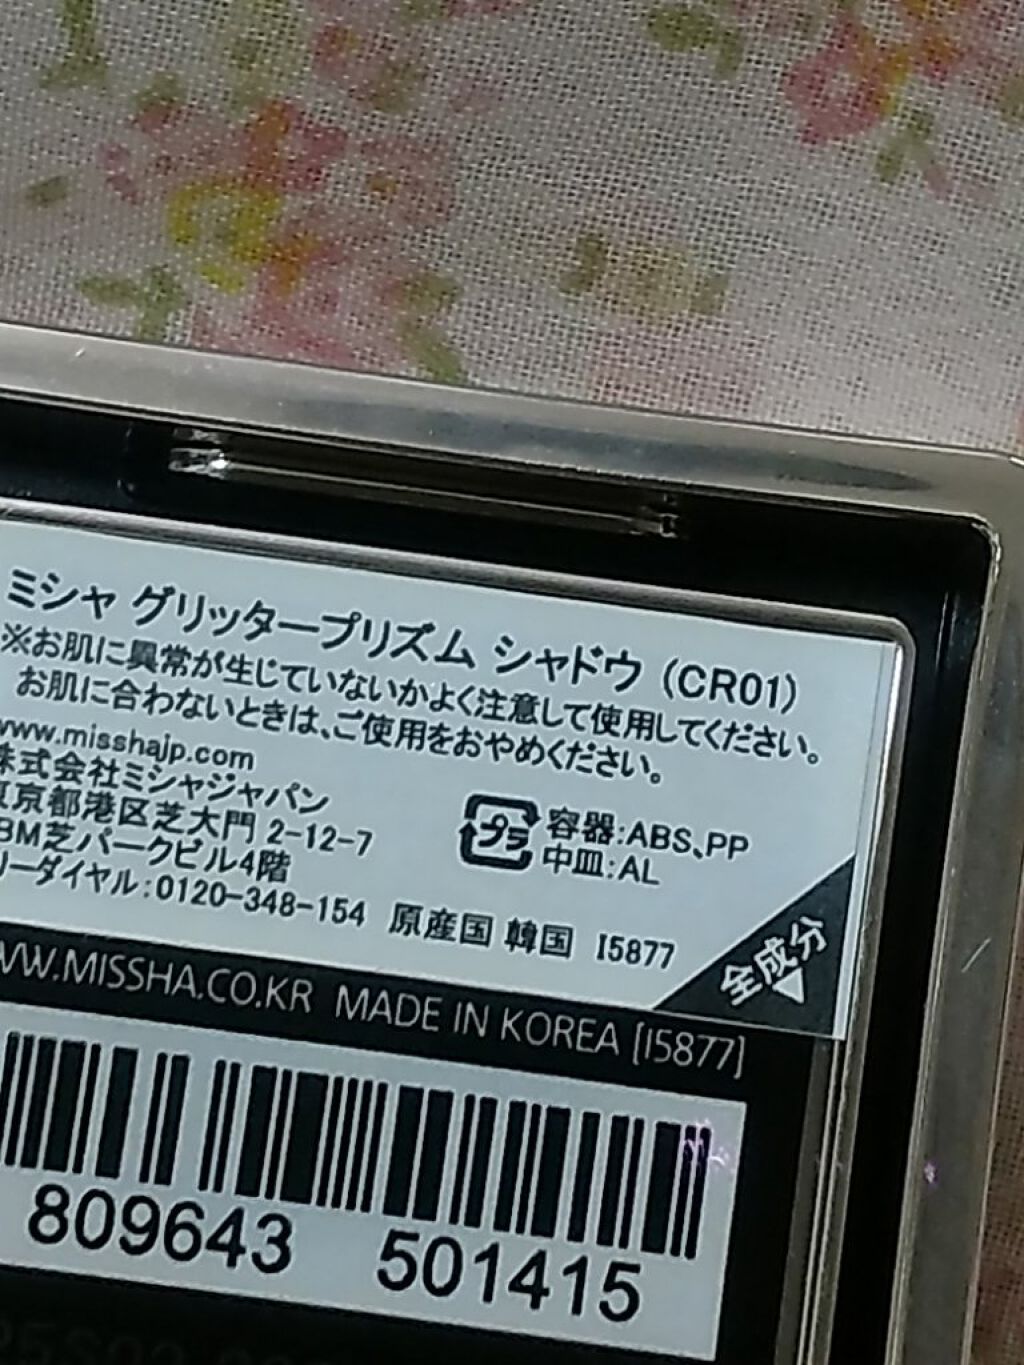 ミシャ グリッタープリズム シャドウ (CR01)
※お肌に異常が生じていないかよく注意して使用してください。
お肌に合わないときは、ご使用をおやめください。
www.misshajp.com
株式会社ミシャジャパン
東京都港区芝大門 2-12-7
BM芝パークビル4階
リーダイヤル:0120-348-154 原産国 韓国 I5877
プラ
容器:ABS、PP
中皿:AL
全成分
WW.MISSHA.CO.KR MADE IN KOREA [I5877]
809643 501415